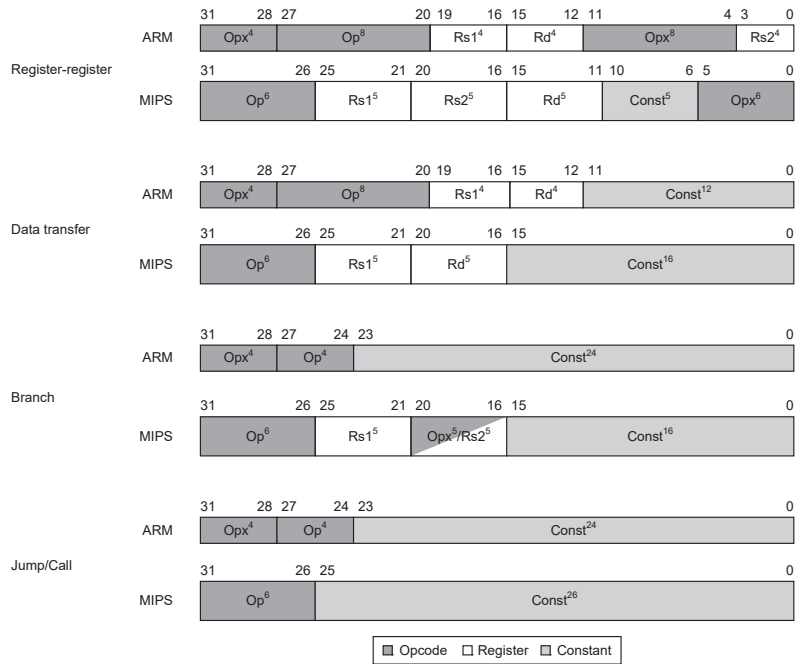 31 28 27 20 19 16 15 12 11 4 3 0
ARM Opx⁴ Op⁸ Rs1⁴ Rd⁴ Opx⁸ Rs2⁴
Register-register
31 26 25 21 20 16 15 11 10 6 5 0
MIPS Op⁶ Rs1⁵ Rs2⁵ Rd⁵ Const⁵ Opx⁶
31 28 27 20 19 16 15 12 11 0
ARM Opx⁴ Op⁸ Rs1⁴ Rd⁴ Const¹²
Data transfer
31 26 25 21 20 16 15 0
MIPS Op⁶ Rs1⁵ Rd⁵ Const¹⁶
31 28 27 24 23 0
ARM Opx⁴ Op⁴ Const²⁴
Branch
31 26 25 21 20 16 15 0
MIPS Op⁶ Rs1⁵ Opx⁵/Rs2⁵ Const¹⁶
31 28 27 24 23 0
ARM Opx⁴ Op⁴ Const²⁴
Jump/Call
31 26 25 0
MIPS Op⁶ Const²⁶
Opcode Register Constant